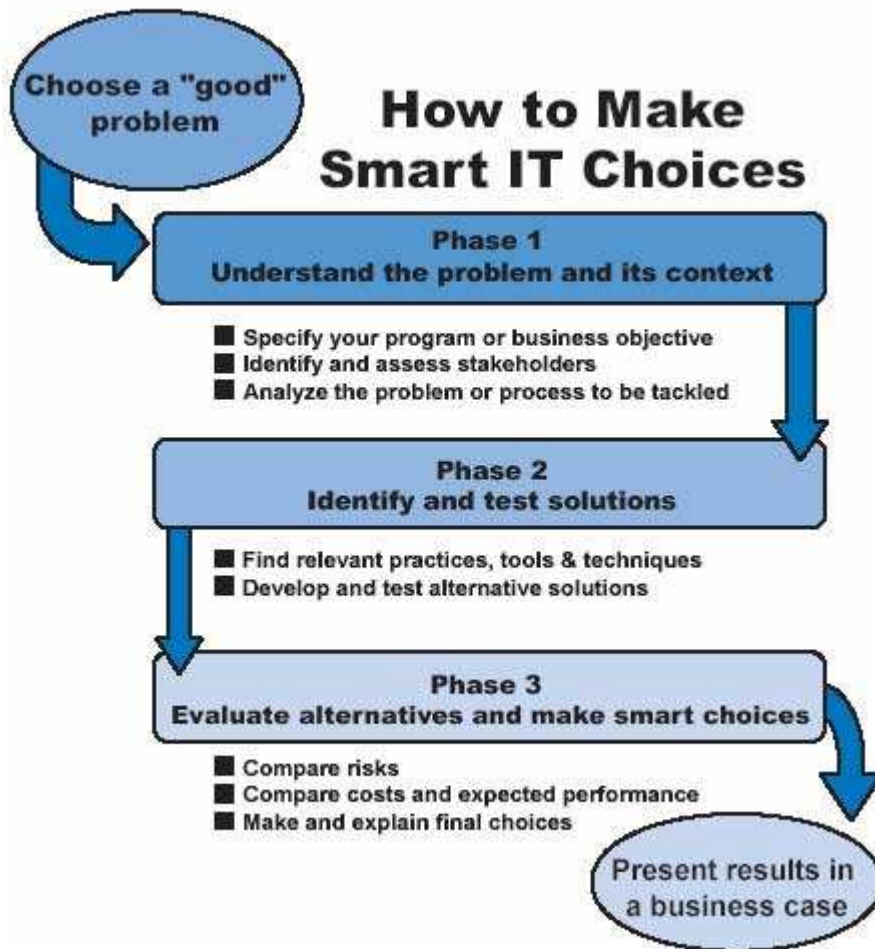 Choose a "good"
problem
How to Make
Smart IT Choices
Phase 1
Understand the problem and its context
Specify your program or business objective
Identify and assess stakeholders
Analyze the problem or process to be tackled
Phase 2
Identify and test solutions
Find relevant practices, tools & techniques
Develop and test alternative solutions
Phase 3
Evaluate alternatives and make smart choices
Compare risks
Compare costs and expected performance
Make and explain final choices
Present results in
a business case